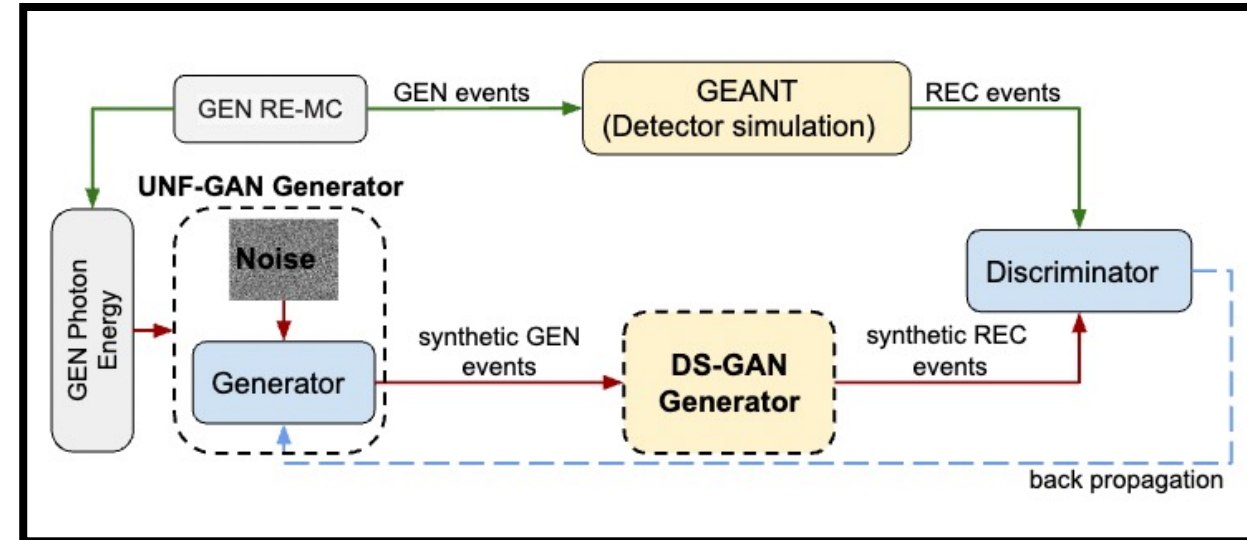 GEN RE-MC
GEN events
GEANT
(Detector simulation)
REC events
UNF-GAN Generator
GEN Photon
Energy
Noise
Generator
synthetic GEN
events
DS-GAN
Generator
synthetic REC
events
Discriminator
back propagation